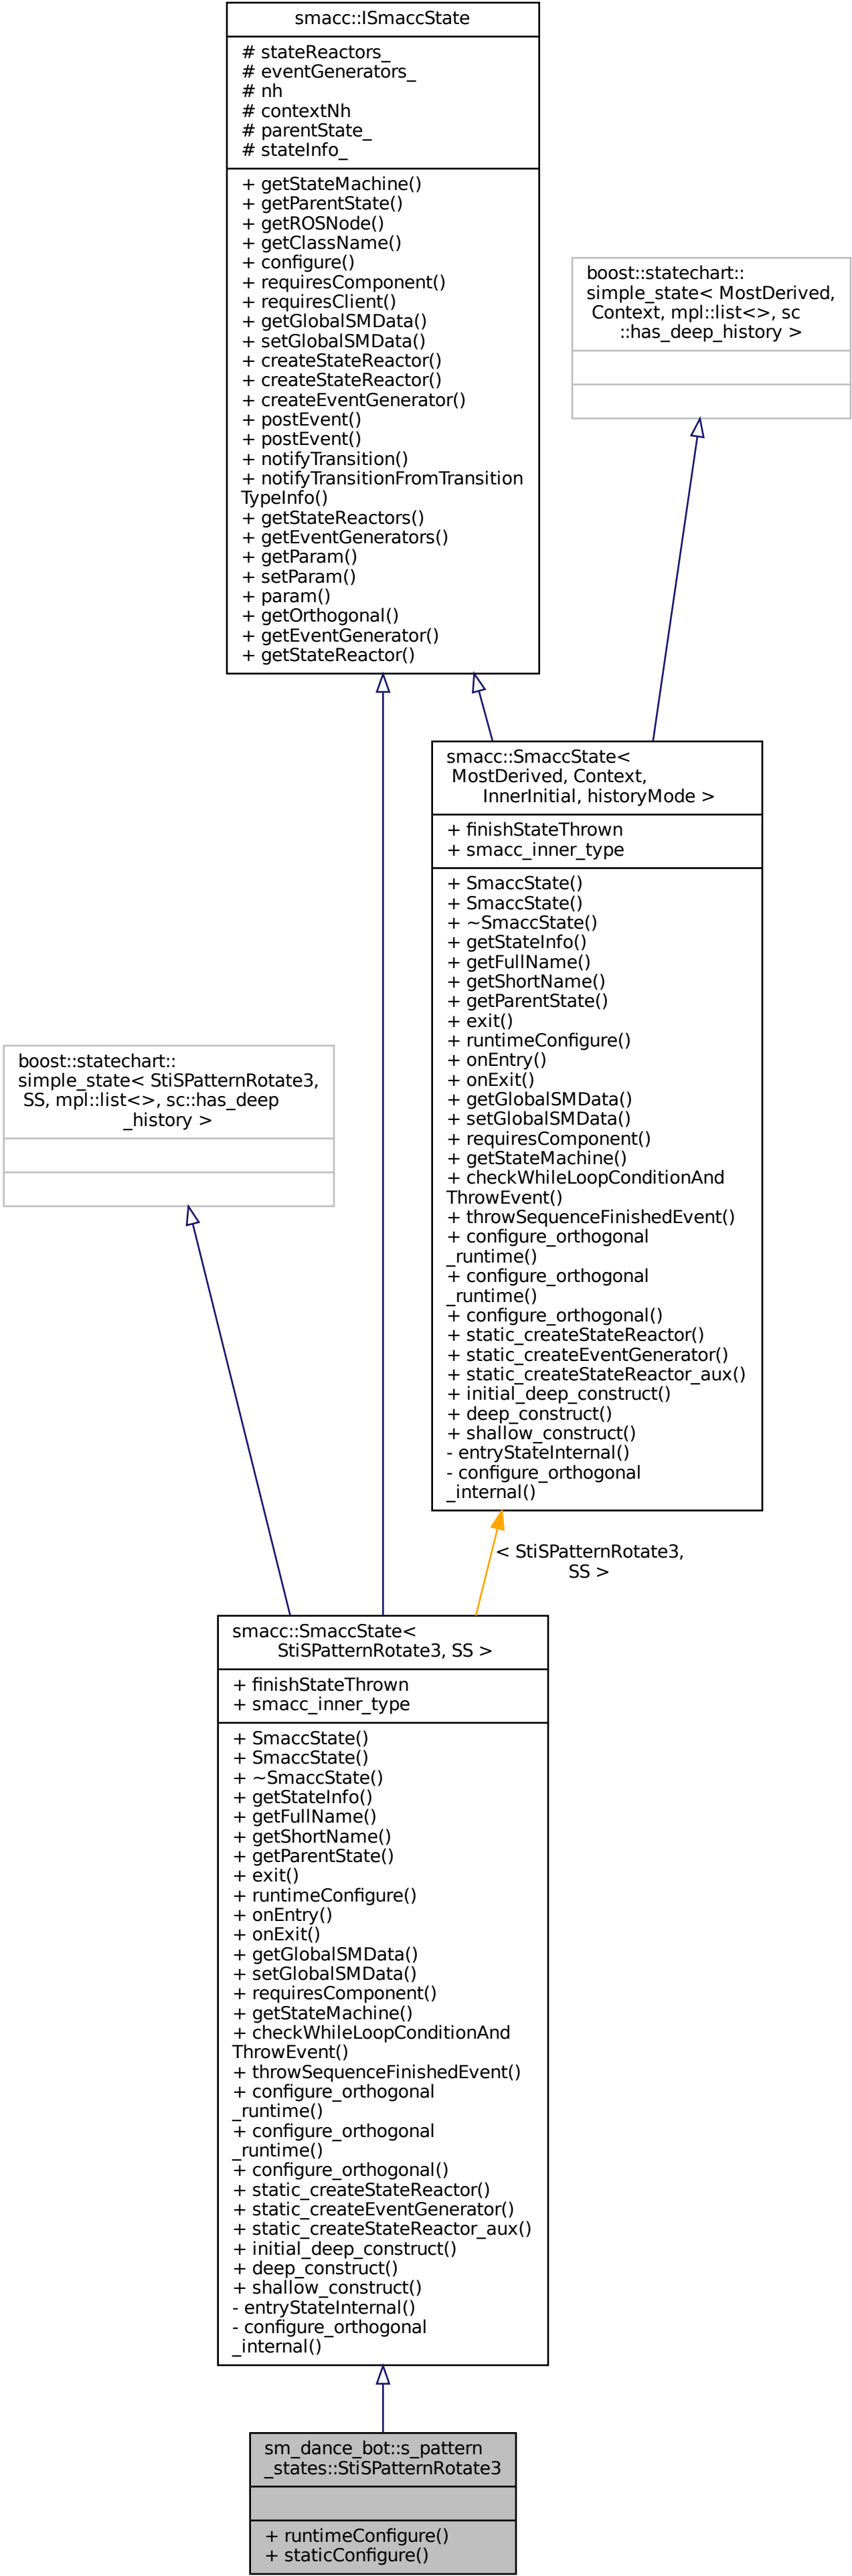 smacc::ISmaccState
# stateReactors_
# eventGenerators_
# nh
# contextNh
# parentState_
# stateInfo_
+ getStateMachine()
+ getParentState()
+ getROSNode()
+ getClassName()
+ configure()
+ requiresComponent()
+ requiresClient()
+ getGlobalSMData()
+ setGlobalSMData()
+ createStateReactor()
+ createStateReactor()
+ createEventGenerator()
+ postEvent()
+ postEvent()
+ notifyTransition()
+ notifyTransitionFromTransition
TypeInfo()
+ getStateReactors()
+ getEventGenerators()
+ getParam()
+ setParam()
+ param()
+ getOrthogonal()
+ getEventGenerator()
+ getStateReactor()
boost::statechart::
simple_state< MostDerived,
Context, mpl::list<>, sc
::has_deep_history >
smacc::SmaccState<
MostDerived, Context,
InnerInitial, historyMode >
+ finishStateThrown
+ smacc_inner_type
+ SmaccState()
+ SmaccState()
+ ~SmaccState()
+ getStateInfo()
+ getFullName()
+ getShortName()
+ getParentState()
+ exit()
+ runtimeConfigure()
+ onEntry()
+ onExit()
+ getGlobalSMData()
+ setGlobalSMData()
+ requiresComponent()
+ getStateMachine()
+ checkWhileLoopConditionAnd
ThrowEvent()
+ throwSequenceFinishedEvent()
+ configure_orthogonal
_runtime()
+ configure_orthogonal
_runtime()
+ configure_orthogonal()
+ static_createStateReactor()
+ static_createEventGenerator()
+ static_createStateReactor_aux()
+ initial_deep_construct()
+ deep_construct()
+ shallow_construct()
- entryStateInternal()
- configure_orthogonal
_internal()
boost::statechart::
simple_state< StiSPatternRotate3,
SS, mpl::list<>, sc::has_deep
_history >
< StiSPatternRotate3,
SS >
smacc::SmaccState<
StiSPatternRotate3, SS >
+ finishStateThrown
+ smacc_inner_type
+ SmaccState()
+ SmaccState()
+ ~SmaccState()
+ getStateInfo()
+ getFullName()
+ getShortName()
+ getParentState()
+ exit()
+ runtimeConfigure()
+ onEntry()
+ onExit()
+ getGlobalSMData()
+ setGlobalSMData()
+ requiresComponent()
+ getStateMachine()
+ checkWhileLoopConditionAnd
ThrowEvent()
+ throwSequenceFinishedEvent()
+ configure_orthogonal
_runtime()
+ configure_orthogonal
_runtime()
+ configure_orthogonal()
+ static_createStateReactor()
+ static_createEventGenerator()
+ static_createStateReactor_aux()
+ initial_deep_construct()
+ deep_construct()
+ shallow_construct()
- entryStateInternal()
- configure_orthogonal
_internal()
sm_dance_bot::s_pattern
_states::StiSPatternRotate3
+ runtimeConfigure()
+ staticConfigure()